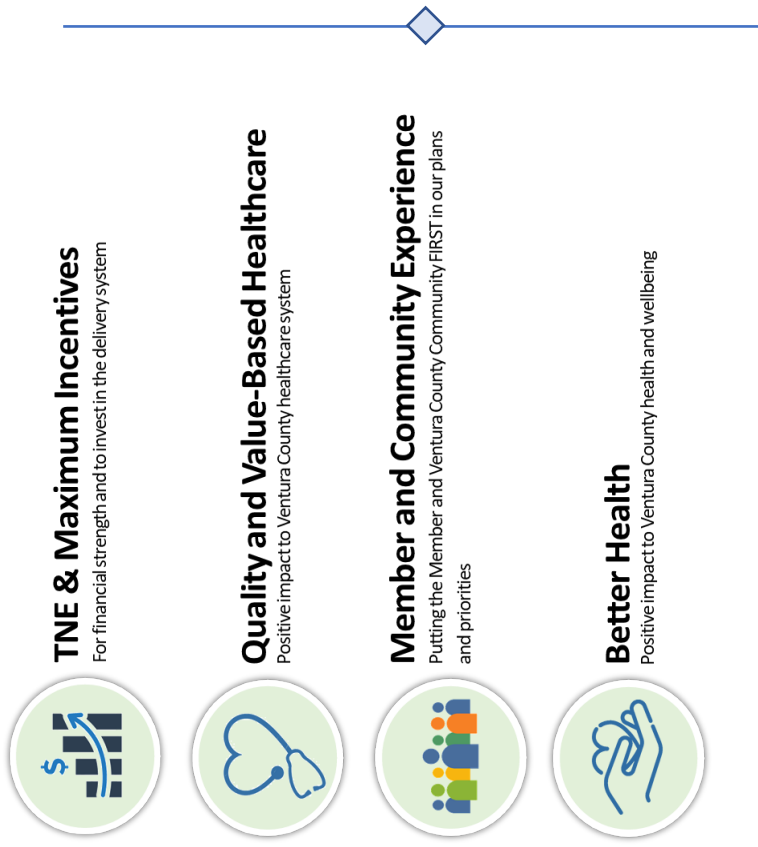 TNE & Maximum Incentives
For financial strength and to invest in the delivery system
Quality and Value-Based Healthcare
Positive impact to Ventura County healthcare system
Member and Community Experience
Putting the Member and Ventura County Community FIRST in our plans
and priorities
Better Health
Positive impact to Ventura County health and wellbeing
$